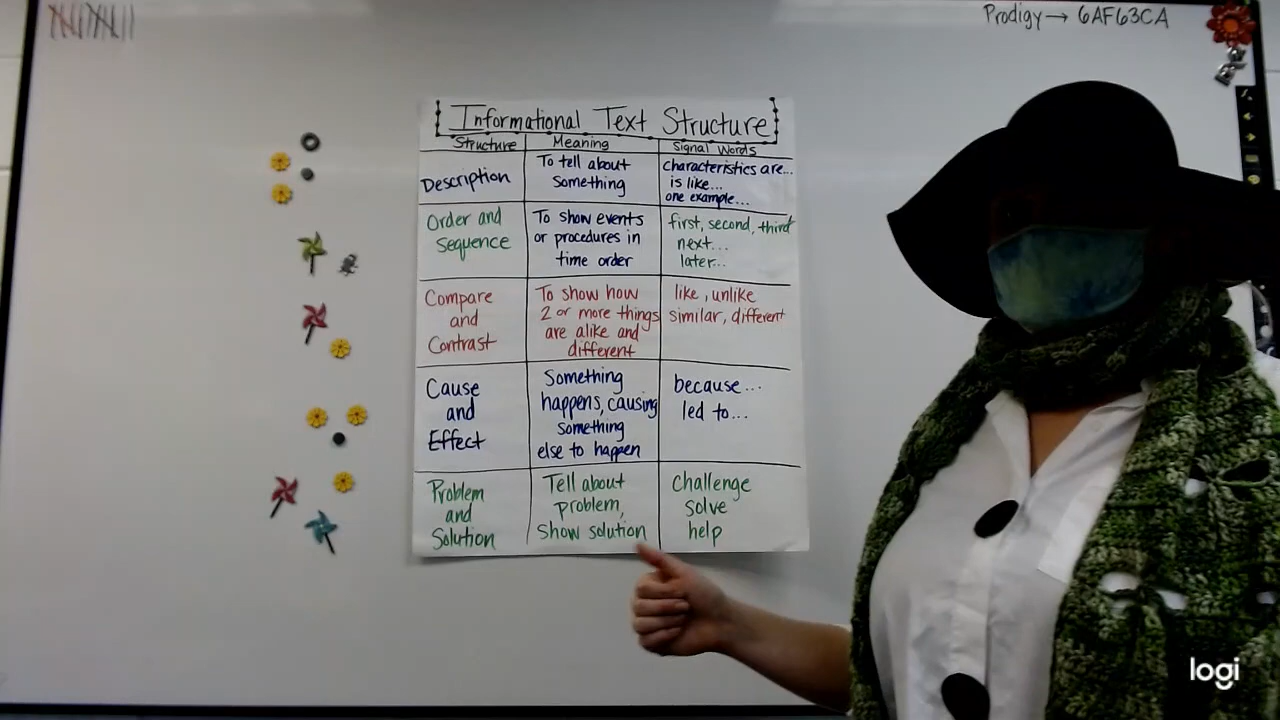 Prodigy → 6AF63CA
Informational Text Structure
Structure
Meaning
Signal Words
Description
To tell about
something
characteristics are...
is like...
one example...
Order and
Sequence
To show events
or procedures in
time order
first, second, third
next...
later...
Compare
and
Contrast
To show how
2 or more things
are alike and
different
like, unlike
similar, different
Cause
and
Effect
Something
happens, causing
something
else to happen
because...
led to...
Problem
and
Solution
Tell about
problem,
show solution
challenge
solve
help
logi